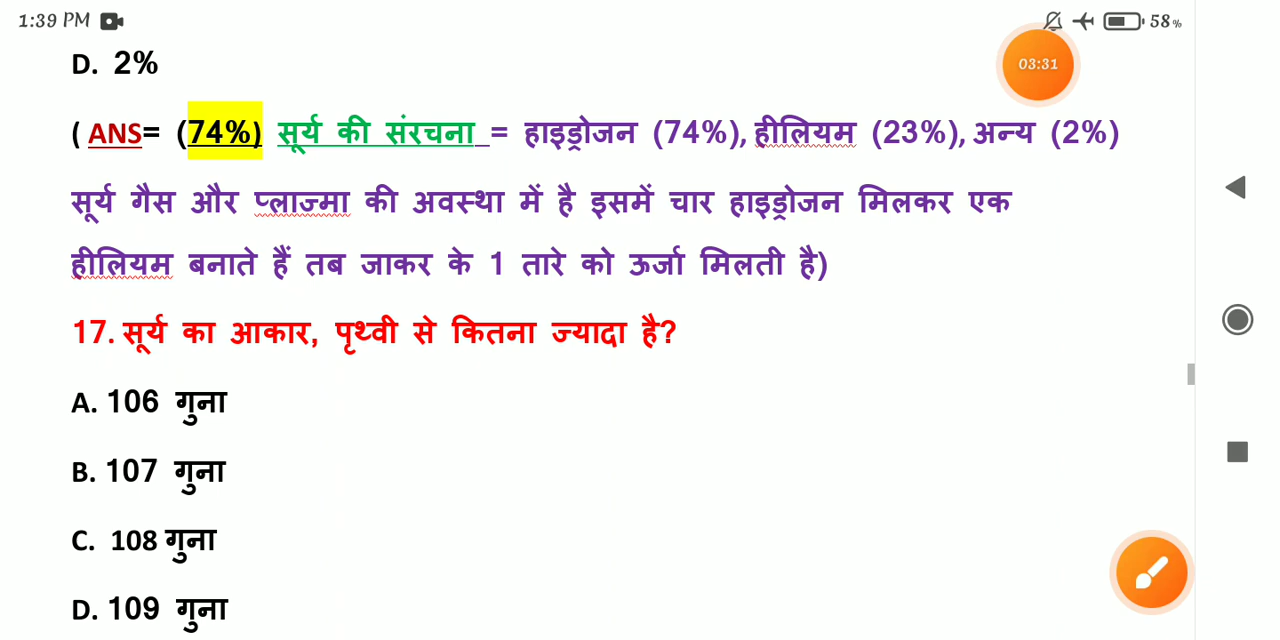 1:39 PM
58%
03:31
D. 2%
( ANS= (74%) सूर्य की संरचना = हाइड्रोजन (74%), हीलियम (23%), अन्य (2%)
सूर्य गैस और प्लाज्मा की अवस्था में है इसमें चार हाइड्रोजन मिलकर एक
हीलियम बनाते हैं तब जाकर के 1 तारे को ऊर्जा मिलती है)
17. सूर्य का आकार, पृथ्वी से कितना ज्यादा है?
A. 106 गुना
B. 107 गुना
C. 108 गुना
D. 109 गुना